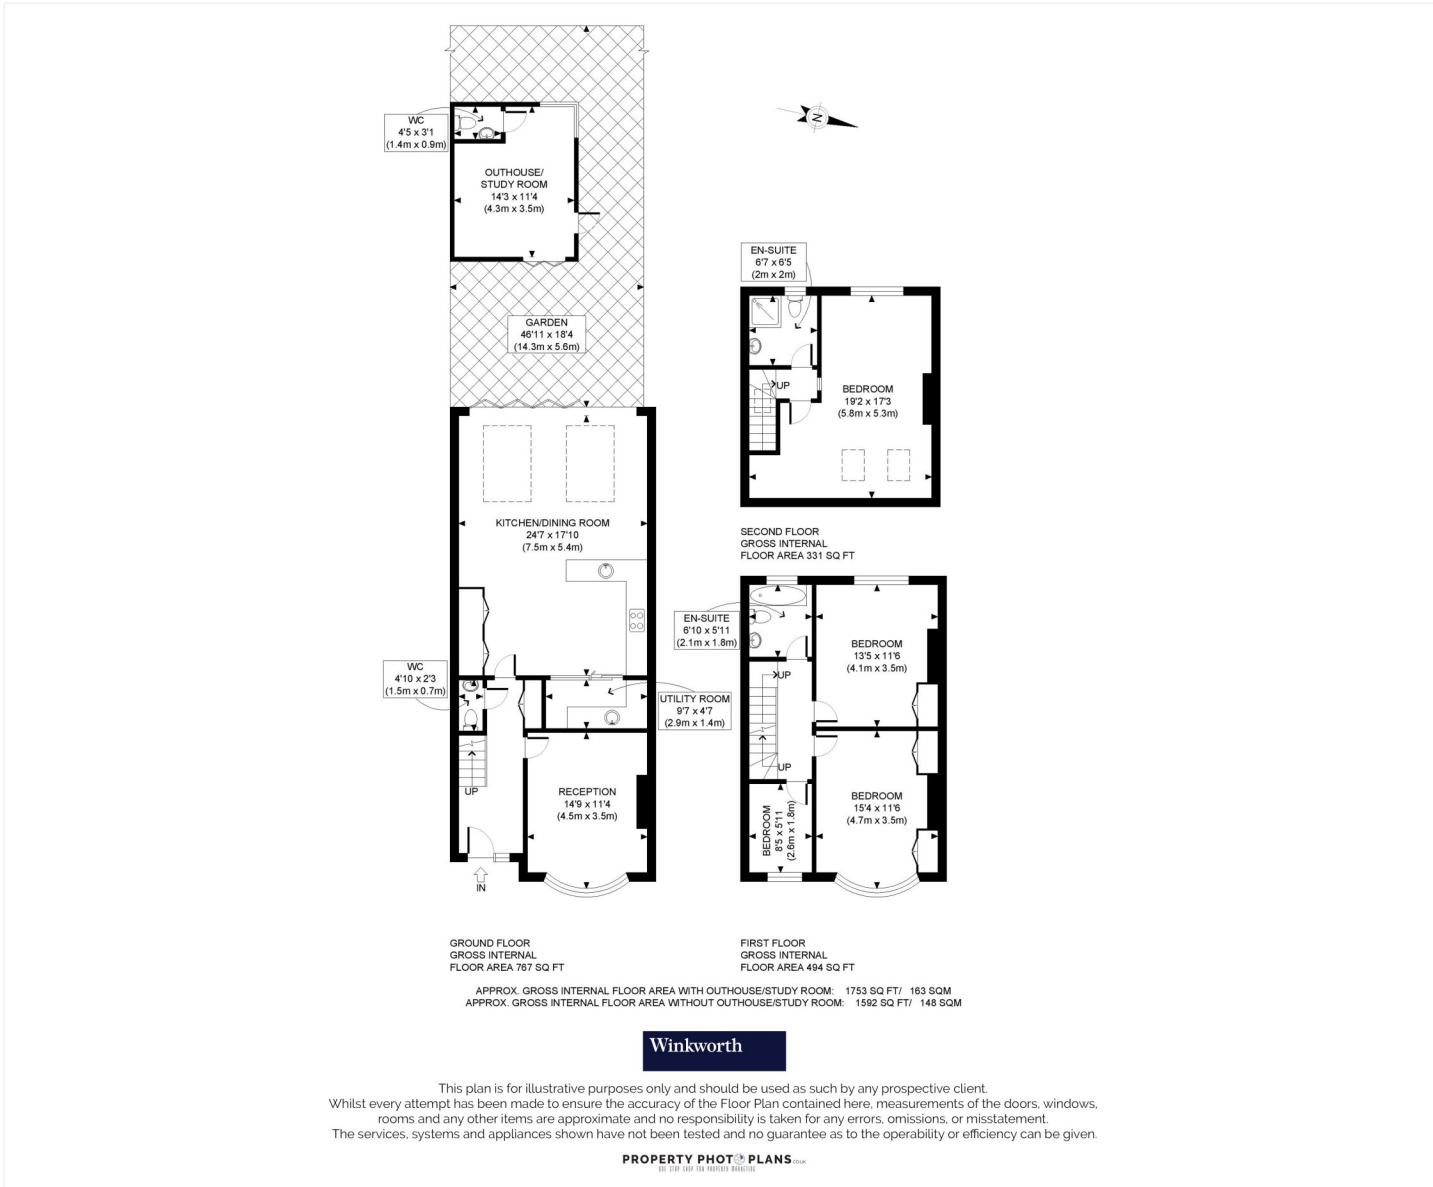 WC
4'5 x 3'1
(1.4m x 0.9m)
OUTHOUSE/
STUDY ROOM
14'3 x 11'4
(4.3m x 3.5m)
N
GARDEN
46'11 x 18'4
(14.3m x 5.6m)
EN-SUITE
6'7 x 6'5
(2m x 2m)
UP
BEDROOM
19'2 x 17'3
(5.8m x 5.3m)
SECOND FLOOR
GROSS INTERNAL
FLOOR AREA 331 SQ FT
KITCHEN/DINING ROOM
24'7 x 17'10
(7.5m x 5.4m)
WC
4'10 x 2'3
(1.5m x 0.7m)
UTILITY ROOM
9'7 x 4'7
(2.9m x 1.4m)
UP
RECEPTION
14'9 x 11'4
(4.5m x 3.5m)
IN
GROUND FLOOR
GROSS INTERNAL
FLOOR AREA 767 SQ FT
EN-SUITE
6'10 x 5'11
(2.1m x 1.8m)
BEDROOM
13'5 x 11'6
(4.1m x 3.5m)
UP
UP
BEDROOM
8'5 x 5'11
(2.6m x 1.8m)
BEDROOM
15'4 x 11'6
(4.7m x 3.5m)
FIRST FLOOR
GROSS INTERNAL
FLOOR AREA 494 SQ FT
APPROX. GROSS INTERNAL FLOOR AREA WITH OUTHOUSE/STUDY ROOM: 1753 SQ FT/ 163 SQM
APPROX. GROSS INTERNAL FLOOR AREA WITHOUT OUTHOUSE/STUDY ROOM: 1592 SQ FT/ 148 SQM
Winkworth
This plan is for illustrative purposes only and should be used as such by any prospective client.
Whilst every attempt has been made to ensure the accuracy of the Floor Plan contained here, measurements of the doors, windows,
rooms and any other items are approximate and no responsibility is taken for any errors, omissions, or misstatement.
The services, systems and appliances shown have not been tested and no guarantee as to the operability or efficiency can be given.
PROPERTY PHOTO PLANS.CO.UK
ONE STOP SHOP FOR PROPERTY MARKETING